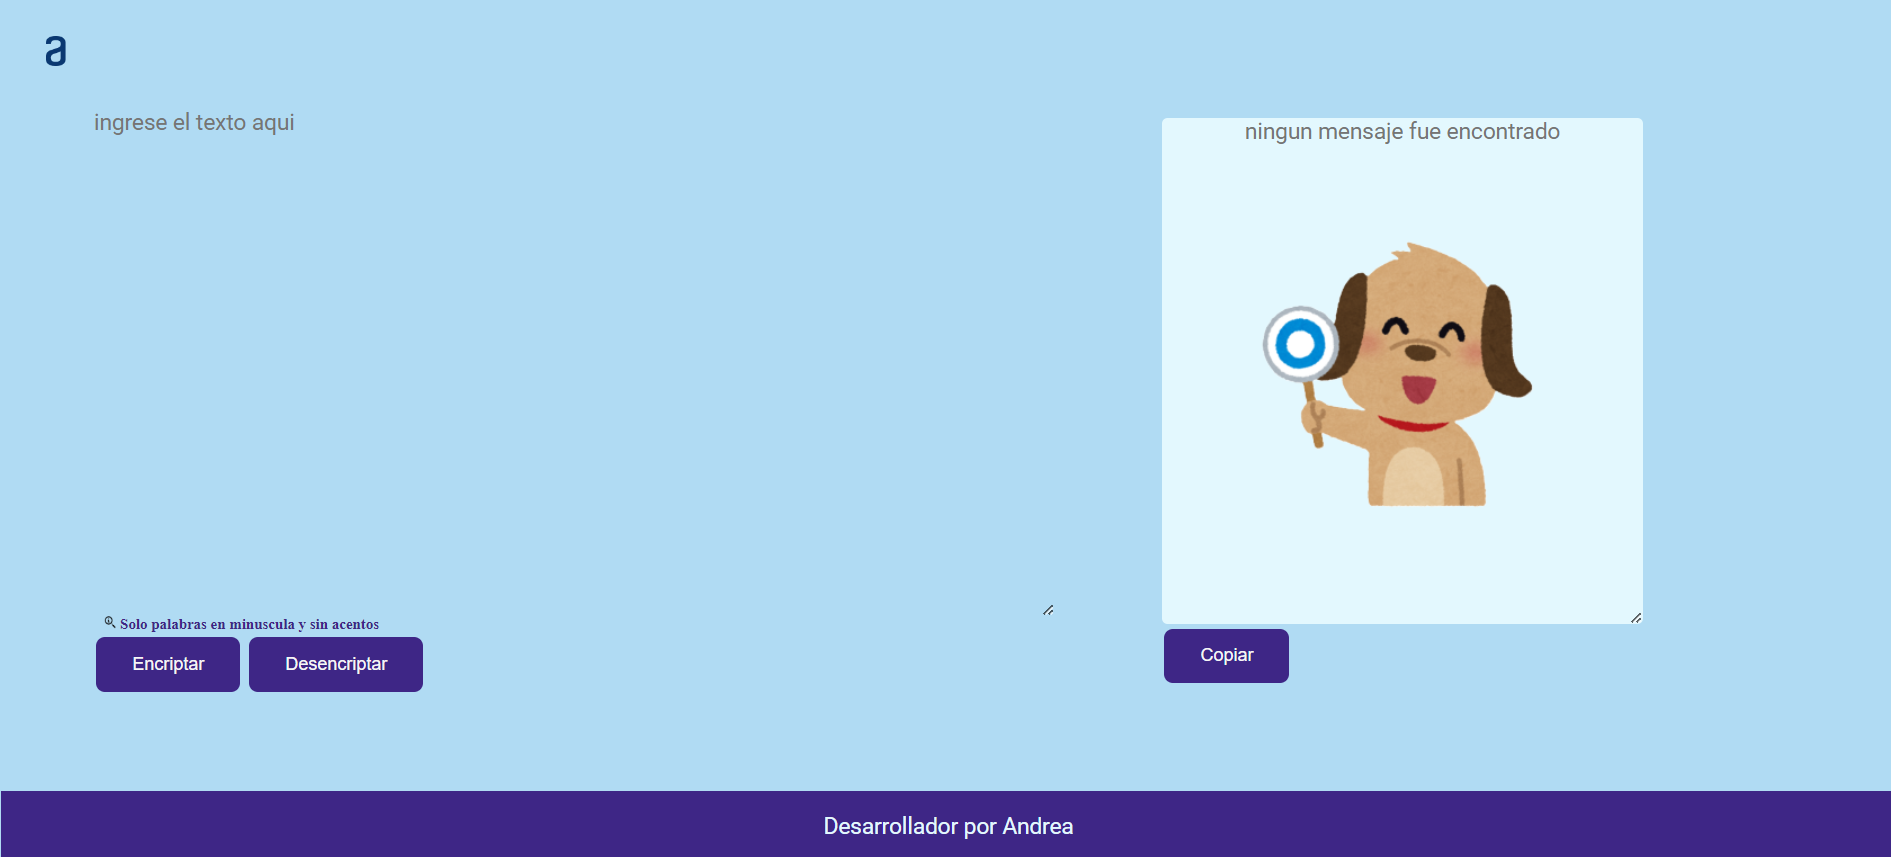 a
ingrese el texto aqui
ningun mensaje fue encontrado
Solo palabras en minuscula y sin acentos
Encriptar
Desencriptar
Copiar
Desarrollador por Andrea